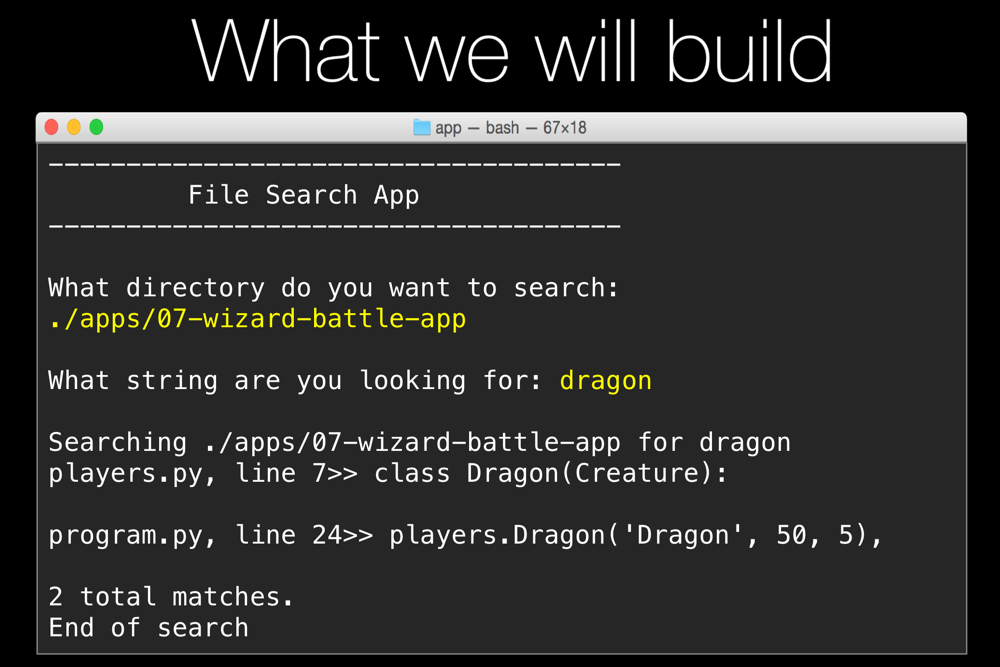 What we will build
app — bash — 67×18
-------------------------------------
File Search App
-------------------------------------
What directory do you want to search:
./apps/07-wizard-battle-app
What string are you looking for: dragon
Searching ./apps/07-wizard-battle-app for dragon
players.py, line 7>> class Dragon(Creature):
program.py, line 24>> players.Dragon('Dragon', 50, 5),
2 total matches.
End of search